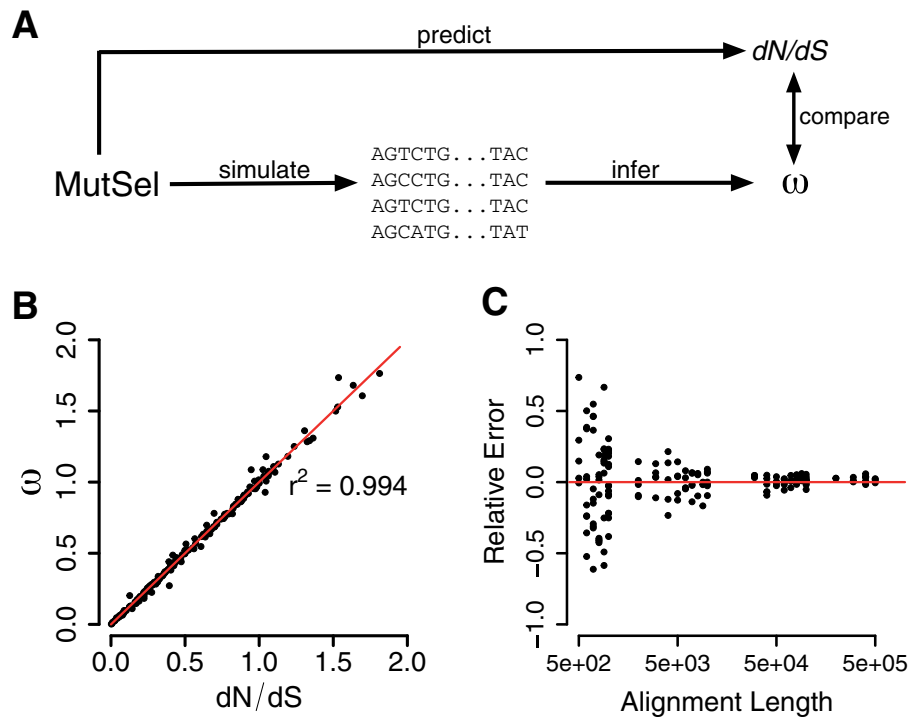 A
predict
dN/dS
compare
MutSel
simulate
AGTCTG...TAC
AGCCTG...TAC
AGTCTG...TAC
AGCATG...TAT
infer
ω
B
2.0
1.5
1.0
0.5
0.0
ω
r² = 0.994
0.0 0.5 1.0 1.5 2.0
dN/dS
C
1.0
0.5
0.0
−0.5
−1.0
Relative Error
5e+02 5e+03 5e+04 5e+05
Alignment Length